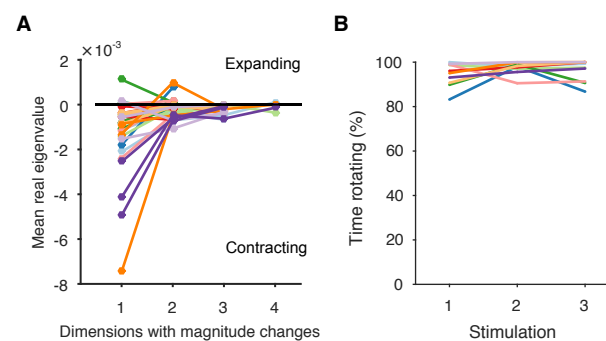 A
×10⁻³
2
0
-2
-4
-6
-8
Mean real eigenvalue
Expanding
Contracting
1 2 3 4
Dimensions with magnitude changes
B
100
80
60
40
20
0
Time rotating (%)
1 2 3
Stimulation